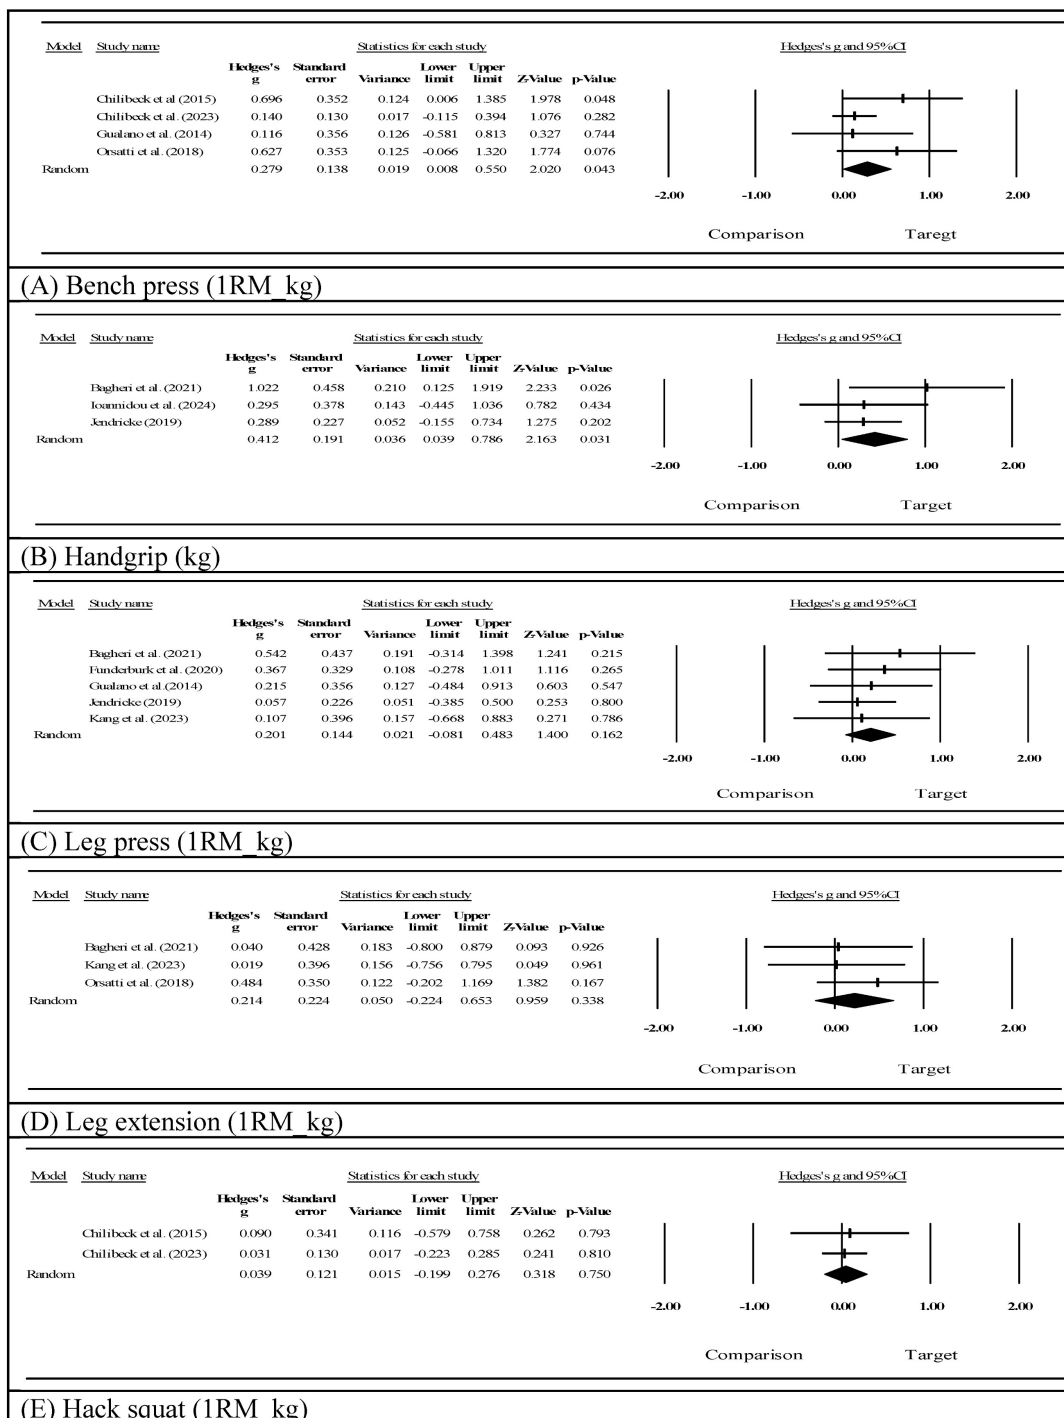 Model Study name Statistics for each study Hedges's g and 95%CI
Hedges's Standard Lower Upper
g error Variance limit limit Z-Value p-Value
Chilibeck et al (2015) 0.696 0.352 0.124 0.006 1.385 1.978 0.048
Chilibeck et al. (2023) 0.140 0.130 0.017 -0.115 0.394 1.076 0.282
Gualano et al. (2014) 0.116 0.356 0.126 -0.581 0.813 0.327 0.744
Orsatti et al. (2018) 0.627 0.353 0.125 -0.066 1.320 1.774 0.076
Random 0.279 0.138 0.019 0.008 0.550 2.020 0.043
-2.00 -1.00 0.00 1.00 2.00
Comparison Taregt
(A) Bench press (1RM_kg)
Model Study name Statistics for each study Hedges's g and 95%CI
Hedges's Standard Lower Upper
g error Variance limit limit Z-Value p-Value
Bagheri et al. (2021) 1.022 0.458 0.210 0.125 1.919 2.233 0.026
Ioannidou et al. (2024) 0.295 0.378 0.143 -0.445 1.036 0.782 0.434
Jendricke (2019) 0.289 0.227 0.052 -0.155 0.734 1.275 0.202
Random 0.412 0.191 0.036 0.039 0.786 2.163 0.031
-2.00 -1.00 0.00 1.00 2.00
Comparison Target
(B) Handgrip (kg)
Model Study name Statistics for each study Hedges's g and 95%CI
Hedges's Standard Lower Upper
g error Variance limit limit Z-Value p-Value
Bagheri et al. (2021) 0.542 0.437 0.191 -0.314 1.398 1.241 0.215
Funderburk et al. (2020) 0.367 0.329 0.108 -0.278 1.011 1.116 0.265
Gualano et al.(2014) 0.215 0.356 0.127 -0.484 0.913 0.603 0.547
Jendricke (2019) 0.057 0.226 0.051 -0.385 0.500 0.253 0.800
Kang et al. (2023) 0.107 0.396 0.157 -0.668 0.883 0.271 0.786
Random 0.201 0.144 0.021 -0.081 0.483 1.400 0.162
-2.00 -1.00 0.00 1.00 2.00
Comparison Target
(C) Leg press (1RM_kg)
Model Study name Statistics for each study Hedges's g and 95%CI
Hedges's Standard Lower Upper
g error Variance limit limit Z-Value p-Value
Bagheri et al. (2021) 0.040 0.428 0.183 -0.800 0.879 0.093 0.926
Kang et al. (2023) 0.019 0.396 0.156 -0.756 0.795 0.049 0.961
Orsatti et al. (2018) 0.484 0.350 0.122 -0.202 1.169 1.382 0.167
Random 0.214 0.224 0.050 -0.224 0.653 0.959 0.338
-2.00 -1.00 0.00 1.00 2.00
Comparison Target
(D) Leg extension (1RM_kg)
Model Study name Statistics for each study Hedges's g and 95%CI
Hedges's Standard Lower Upper
g error Variance limit limit Z-Value p-Value
Chilibeck et al. (2015) 0.090 0.341 0.116 -0.579 0.758 0.262 0.793
Chilibeck et al. (2023) 0.031 0.130 0.017 -0.223 0.285 0.241 0.810
Random 0.039 0.121 0.015 -0.199 0.276 0.318 0.750
-2.00 -1.00 0.00 1.00 2.00
Comparison Target
(E) Hack squat (1RM_kg)